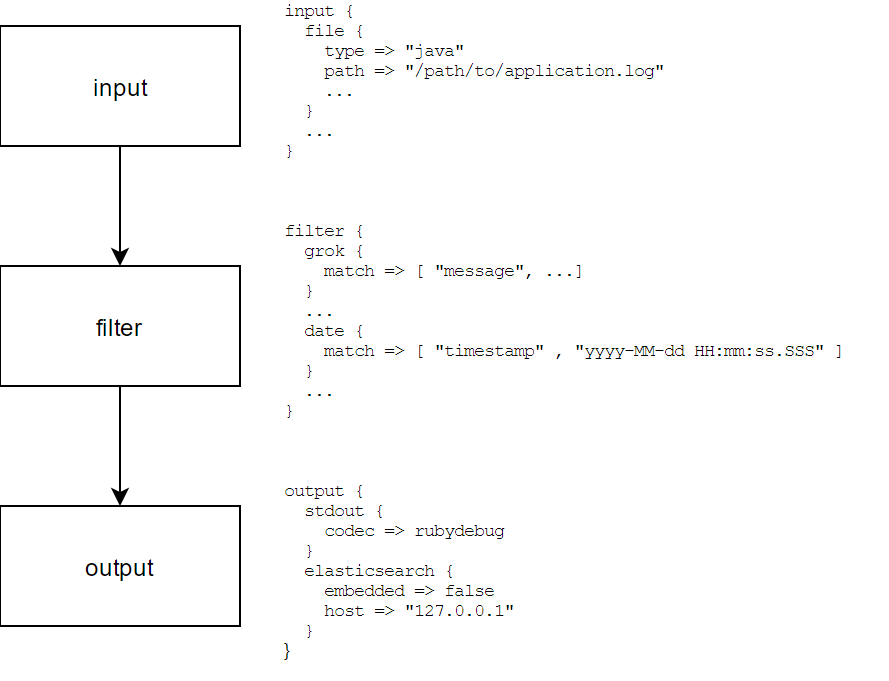 input
input {
  file {
    type => "java"
    path => "/path/to/application.log"
    ...
  }
  ...
}
filter
filter {
  grok {
    match => [ "message", ...]
  }
  ...
  date {
    match => [ "timestamp" , "yyyy-MM-dd HH:mm:ss.SSS" ]
  }
  ...
}
output
output {
  stdout {
    codec => rubydebug
  }
  elasticsearch {
    embedded => false
    host => "127.0.0.1"
  }
}